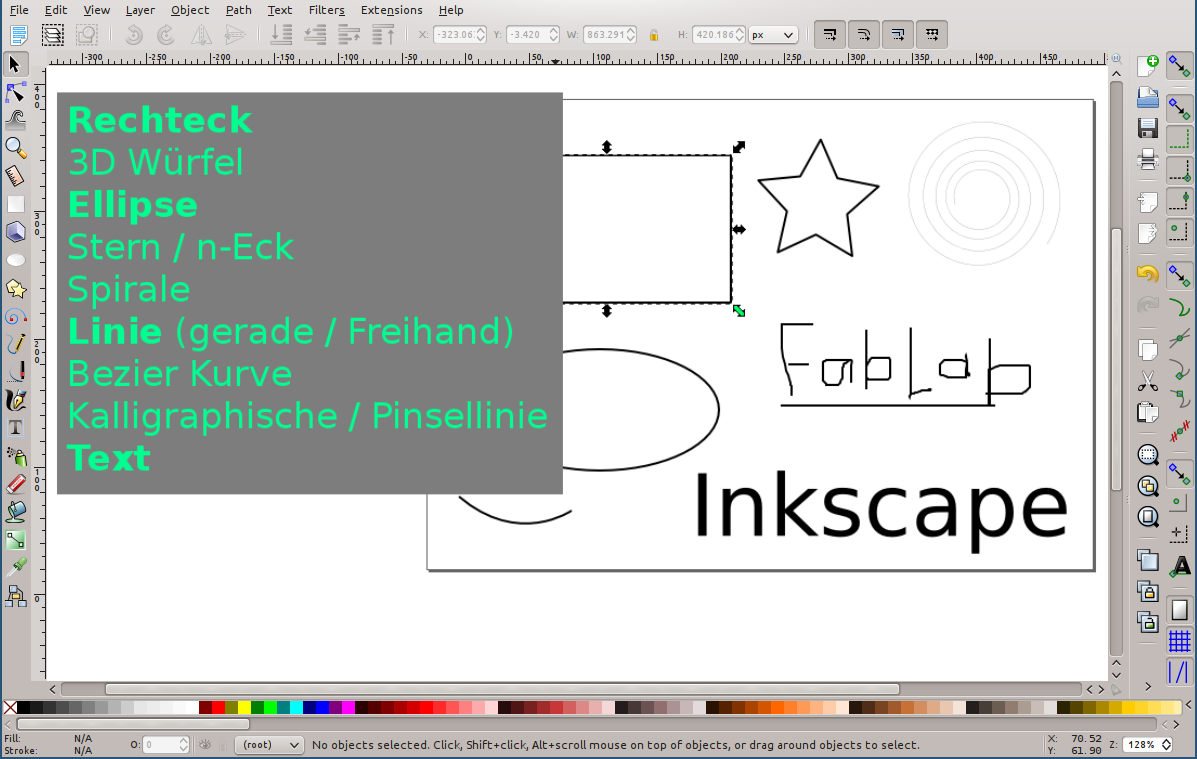 File Edit View Layer Object Path Text Filters Extensions Help
X: -323.06 Y: -3.420 W: 863.291 H: 420.186 px
-300 -250 -200 -150 -100 -50 0 50 100 150 200 250 300 350 400 450
Rechteck
3D Würfel
Ellipse
Stern / n-Eck
Spirale
Linie (gerade / Freihand)
Bezier Kurve
Kalligraphische / Pinsellinie
Text
FabLab
Inkscape
Fill: N/A
Stroke: N/A
O: 0
(root)
No objects selected. Click, Shift+click, Alt+scroll mouse on top of objects, or drag around objects to select.
X: 70.52
Y: 61.90
Z: 128%